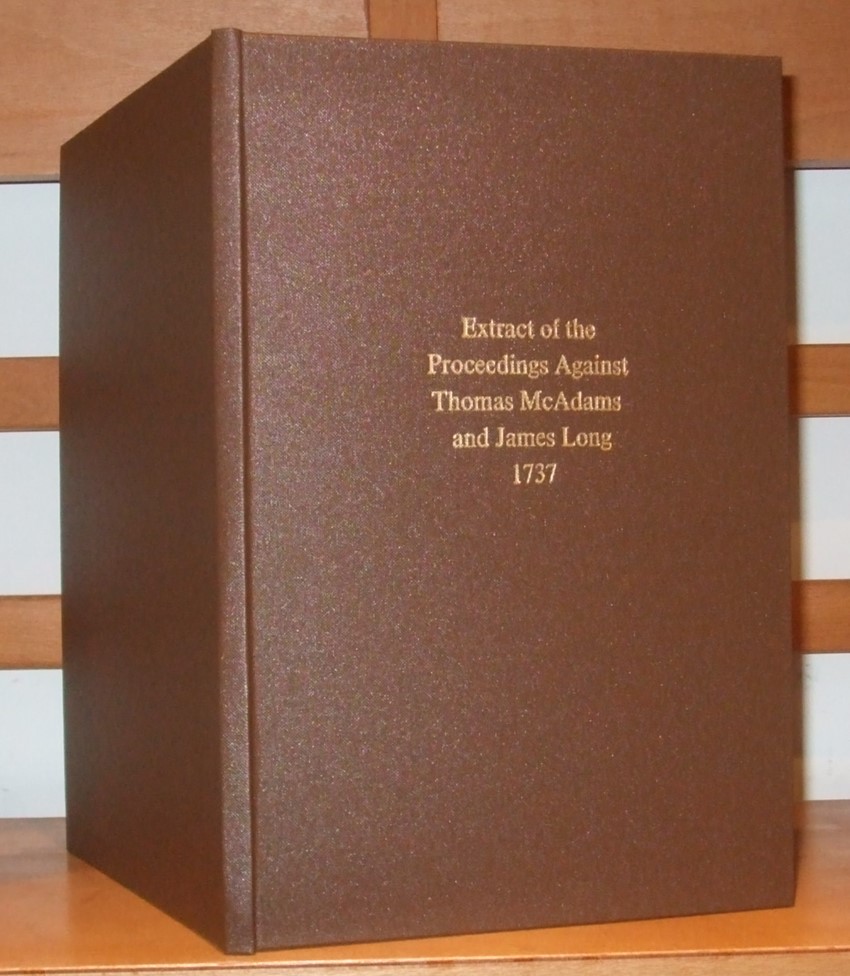 Extract of the
Proceedings Against
Thomas McAdams
and James Long
1737